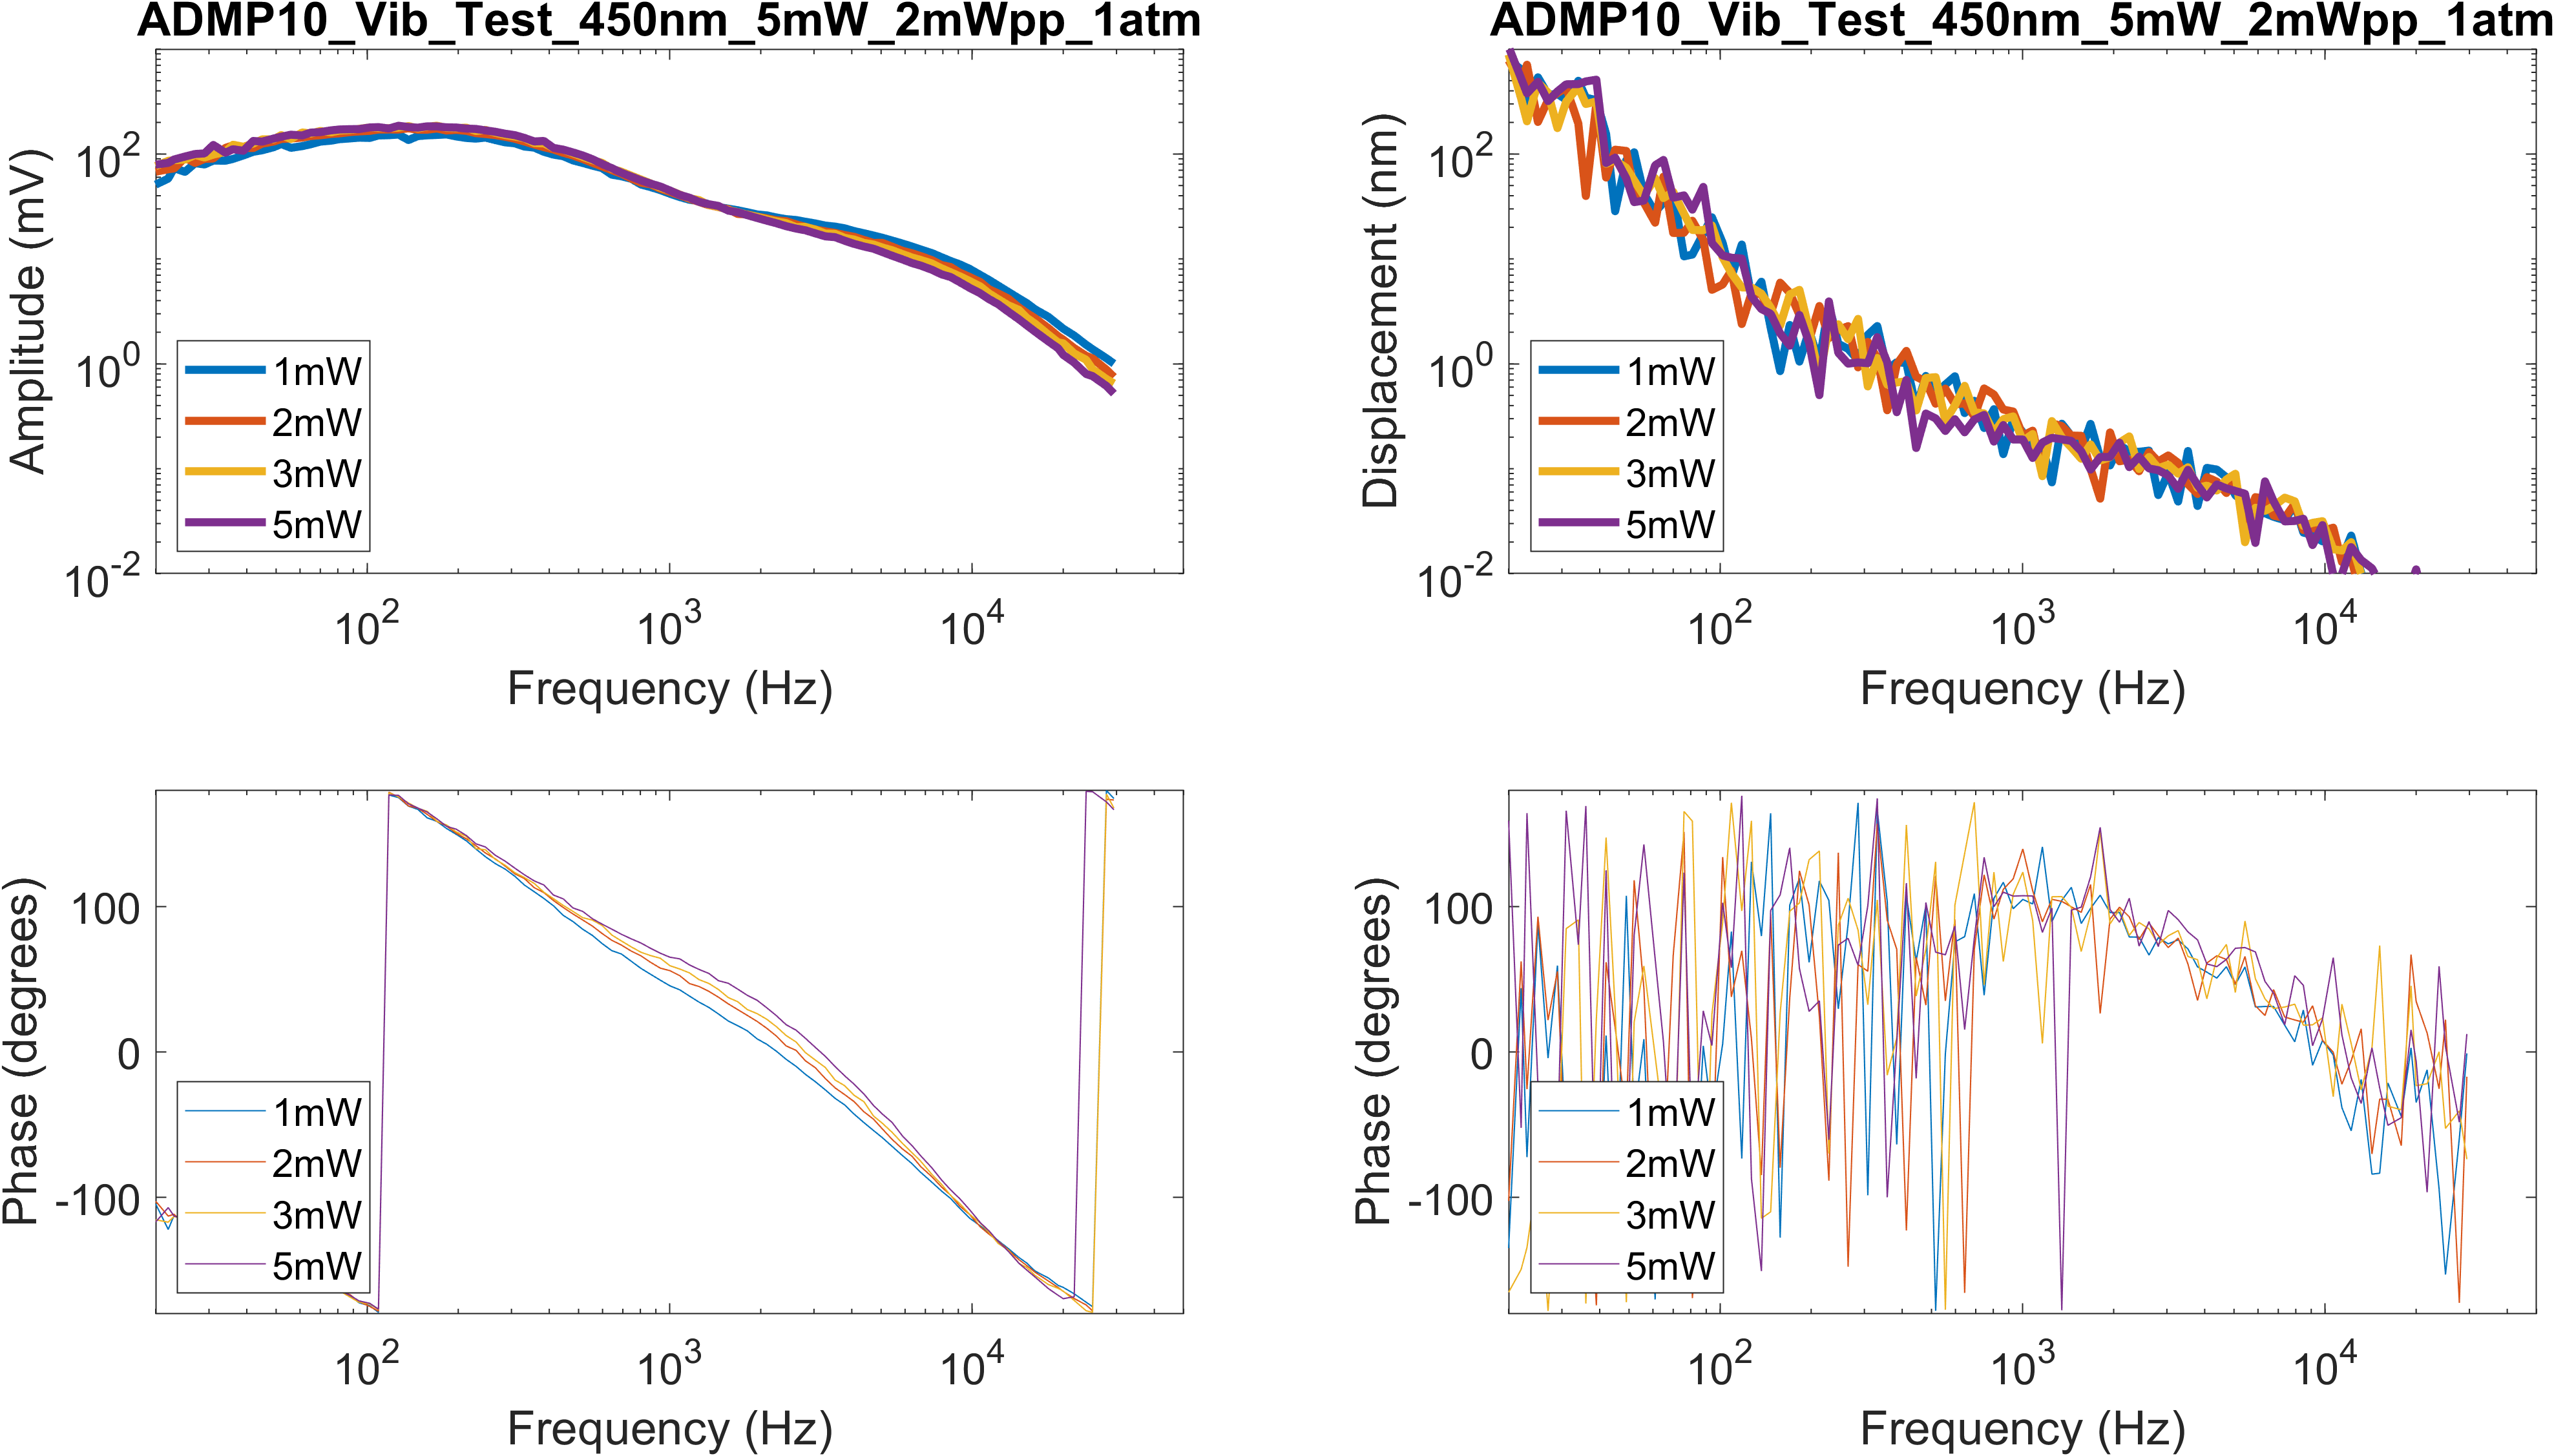 ADMP10_Vib_Test_450nm_5mW_2mWpp_1atm
Amplitude (mV)
10^2
10^0
10^-2
1mW
2mW
3mW
5mW
10^2 10^3 10^4
Frequency (Hz)
ADMP10_Vib_Test_450nm_5mW_2mWpp_1atm
Displacement (nm)
10^2
10^0
10^-2
1mW
2mW
3mW
5mW
10^2 10^3 10^4
Frequency (Hz)
Phase (degrees)
100
0
-100
1mW
2mW
3mW
5mW
10^2 10^3 10^4
Frequency (Hz)
Phase (degrees)
100
0
-100
1mW
2mW
3mW
5mW
10^2 10^3 10^4
Frequency (Hz)